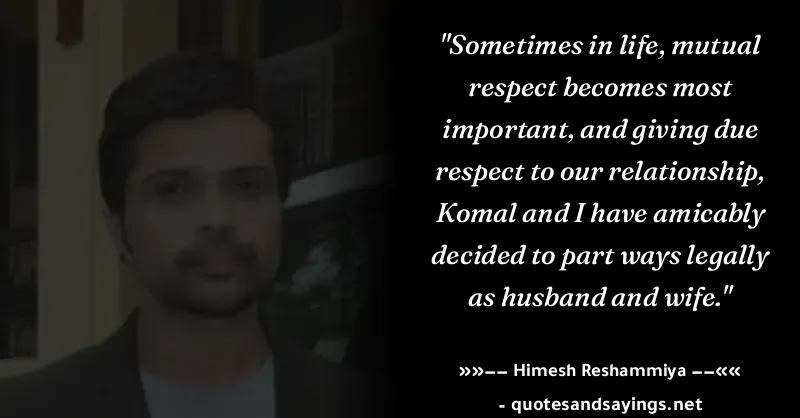 "Sometimes in life, mutual
respect becomes most
important, and giving due
respect to our relationship,
Komal and I have amicably
decided to part ways legally
as husband and wife."
»»−− Himesh Reshammiya −−««
- quotesandsayings.net